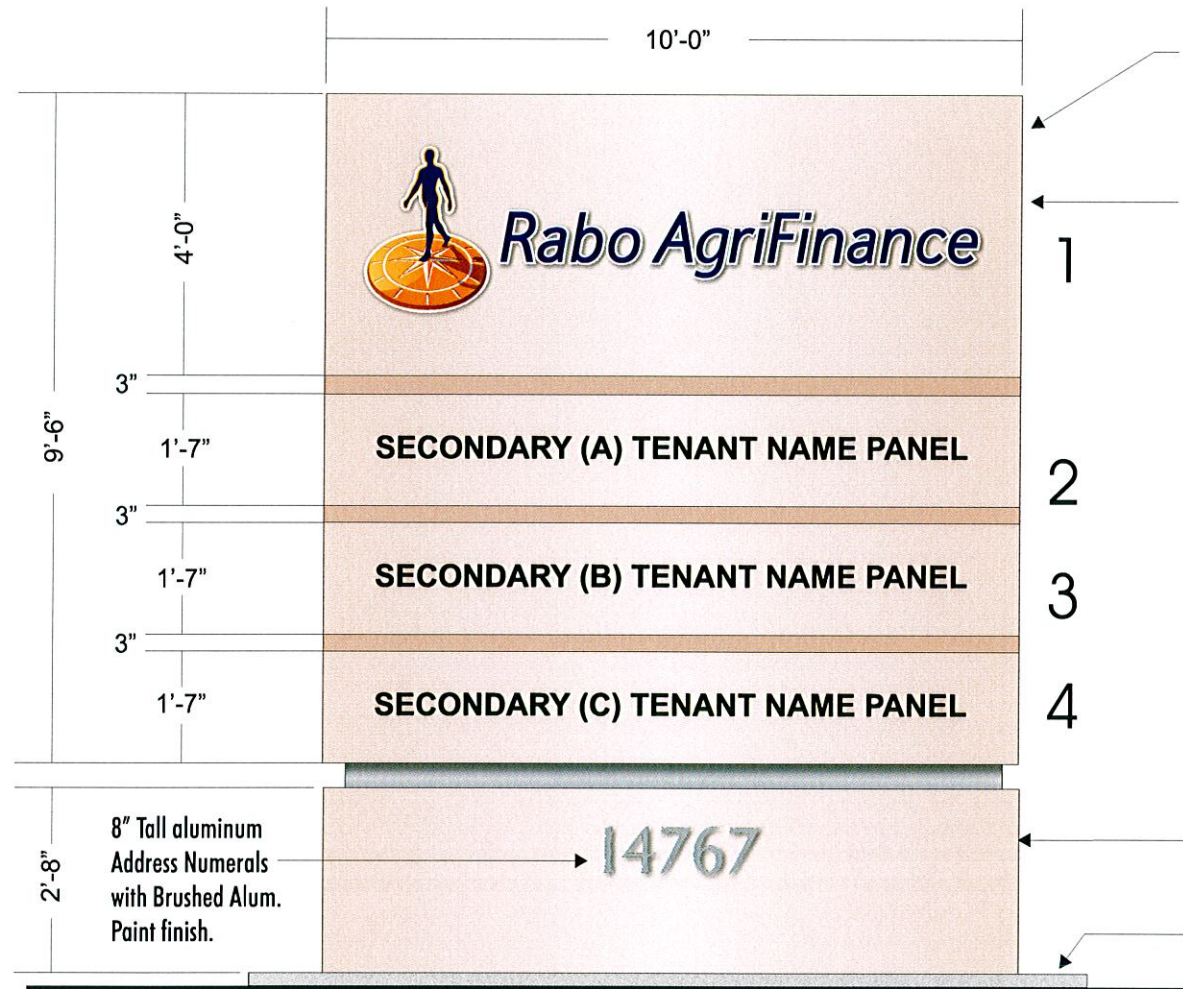 10’-0”
4’-0”
Rabo AgriFinance
1
3”
9’-6”
1’-7”
SECONDARY (A) TENANT NAME PANEL
2
3”
1’-7”
SECONDARY (B) TENANT NAME PANEL
3
3”
1’-7”
SECONDARY (C) TENANT NAME PANEL
4
2’-8”
8” Tall aluminum
Address Numerals
with Brushed Alum.
Paint finish.
14767